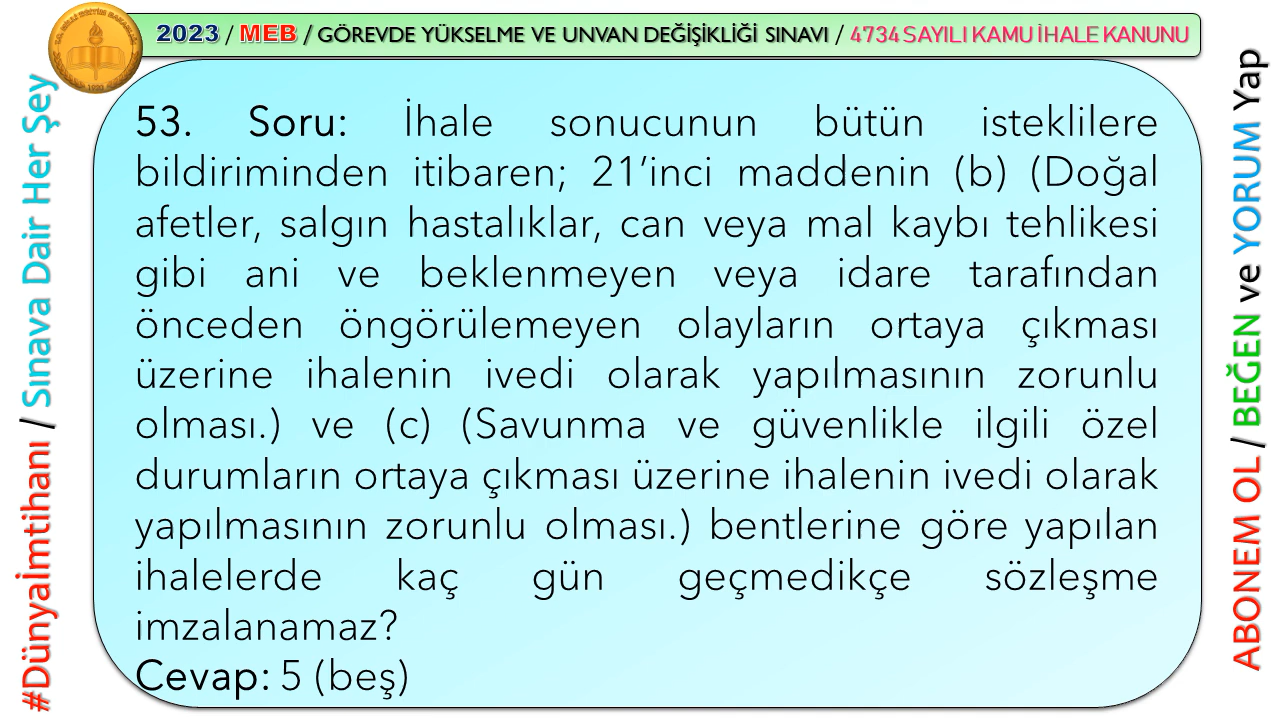 2023 / MEB / GÖREVDE YÜKSELME VE UNVAN DEĞİŞİKLİĞİ SINAVI / 4734 SAYILI KAMU İHALE KANUNU
#Dünyaimtihanı / Sınava Dair Her Şey
53. Soru: İhale sonucunun bütün isteklilere
bildiriminden itibaren; 21’inci maddenin (b) (Doğal
afetler, salgın hastalıklar, can veya mal kaybı tehlikesi
gibi ani ve beklenmeyen veya idare tarafından
önceden öngörülemeyen olayların ortaya çıkması
üzerine ihalenin ivedi olarak yapılmasının zorunlu
olması.) ve (c) (Savunma ve güvenlikle ilgili özel
durumların ortaya çıkması üzerine ihalenin ivedi olarak
yapılmasının zorunlu olması.) bentlerine göre yapılan
ihalelerde kaç gün geçmedikçe sözleşme
imzalanamaz?
Cevap: 5 (beş)
ABONEM OL / BEĞEN ve YORUM Yap